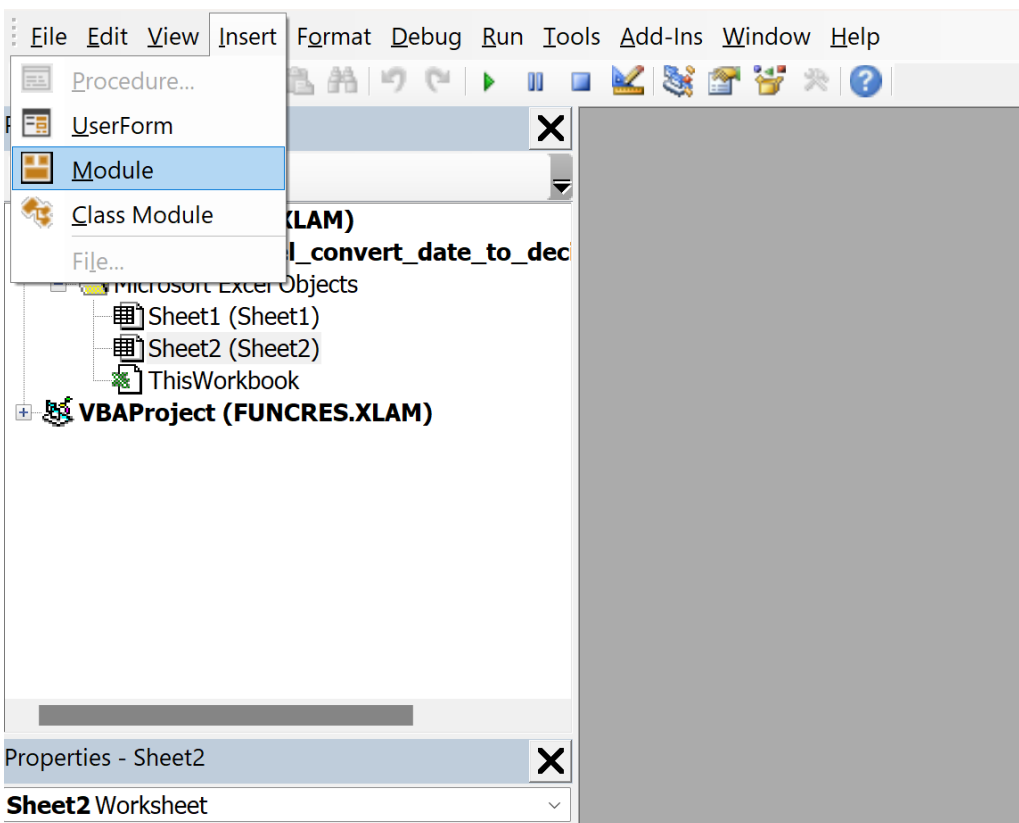 File Edit View Insert Format Debug Run Tools Add-Ins Window Help
Procedure...
UserForm
Module
Class Module
File...
XLAM)
l_convert_date_to_deci
Microsoft Excel Objects
Sheet1 (Sheet1)
Sheet2 (Sheet2)
ThisWorkbook
VBAProject (FUNCRES.XLAM)
Properties - Sheet2
Sheet2 Worksheet